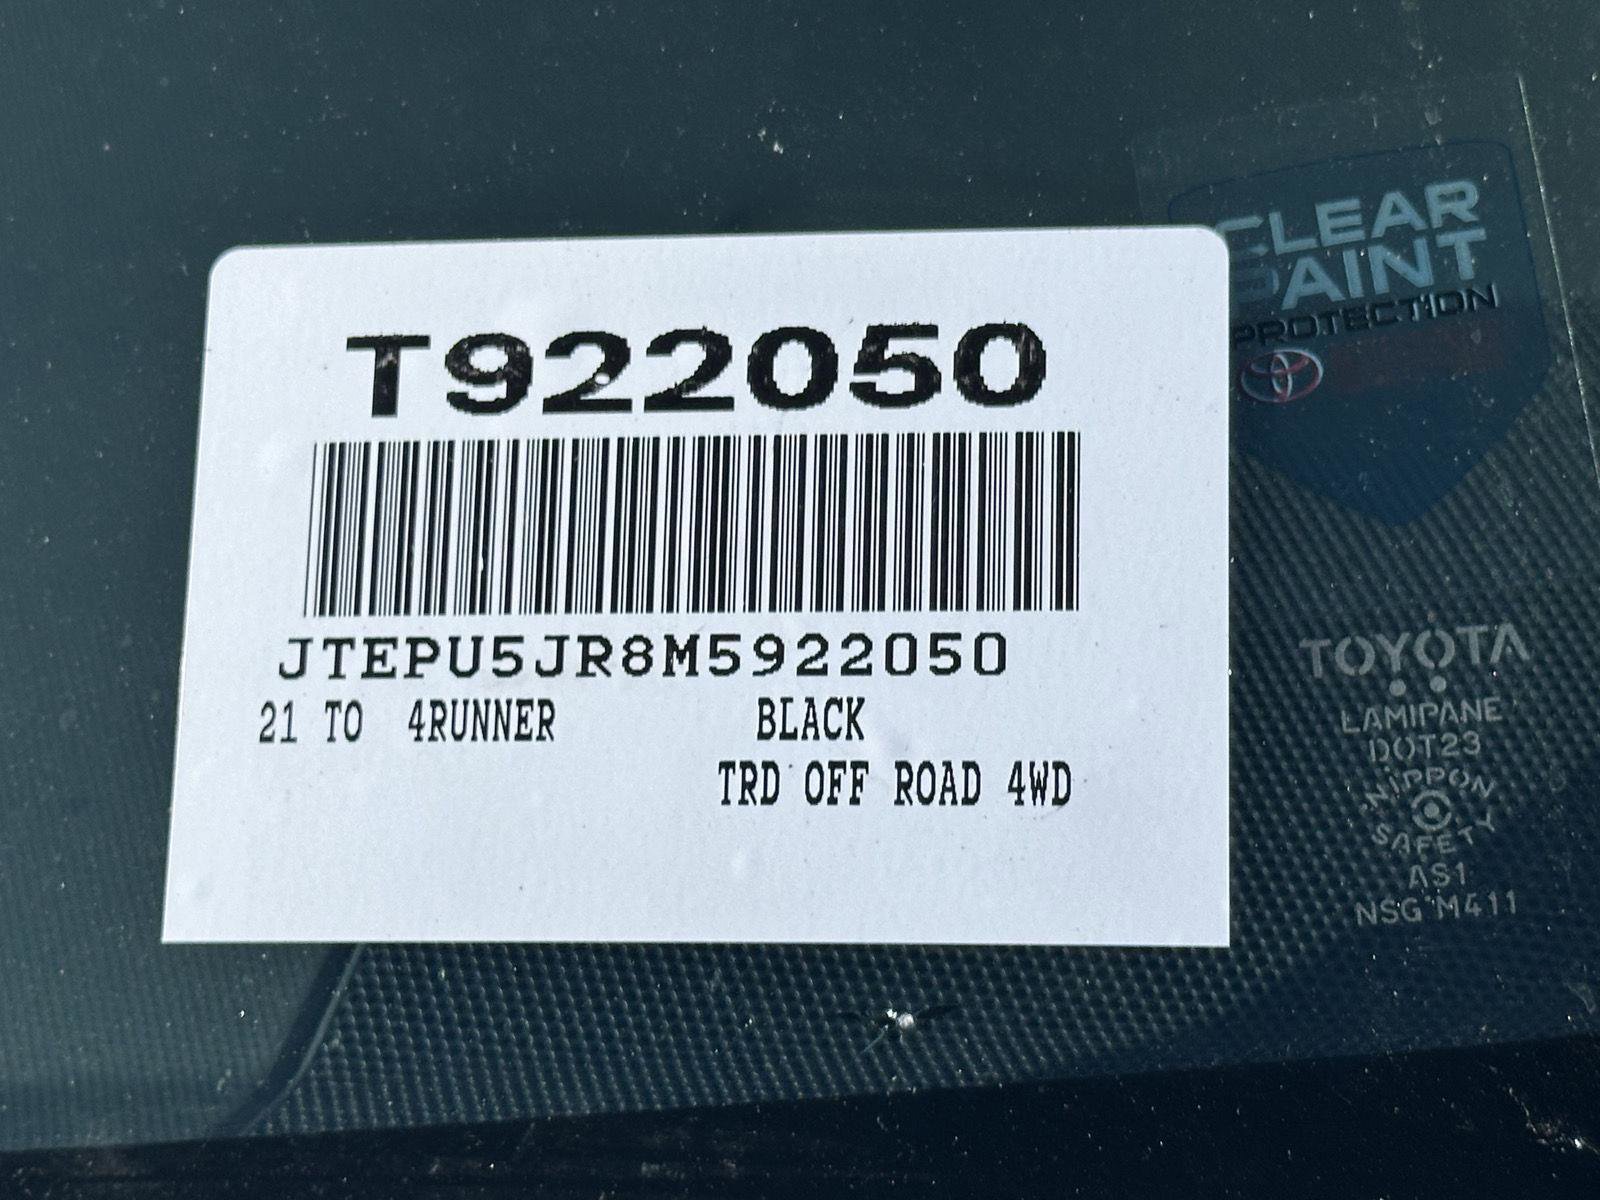 T922050
JTEPU5JR8M5922050
21 TO 4RUNNER BLACK
TRD OFF ROAD 4WD
CLEAR
PAINT
PROTECTION
TOYOTA
LAMIPANE
DOT23
NIPPON
SAFETY
AS1
NSG M411